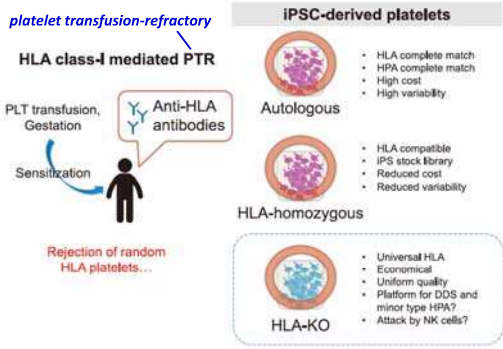 platelet transfusion-refractory
HLA class-I mediated PTR
PLT transfusion,
Gestation
Sensitization
Anti-HLA
antibodies
Rejection of random
HLA platelets...
iPSC-derived platelets
Autologous
• HLA complete match
• HPA complete match
• High cost
• High variability
HLA-homozygous
• HLA compatible
• iPS stock library
• Reduced cost
• Reduced variability
HLA-KO
• Universal HLA
• Economical
• Uniform quality
• Platform for DDS and
minor type HPA?
• Attack by NK cells?